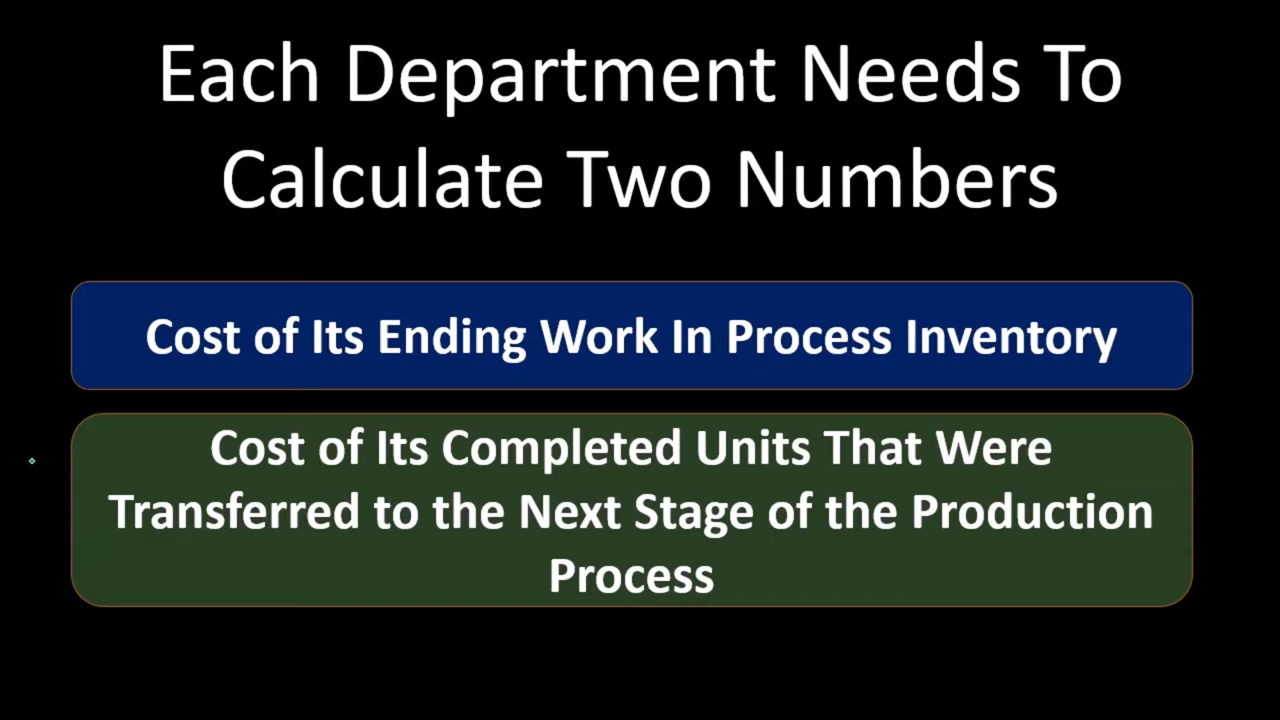 Each Department Needs To
Calculate Two Numbers
Cost of Its Ending Work In Process Inventory
Cost of Its Completed Units That Were
Transferred to the Next Stage of the Production
Process